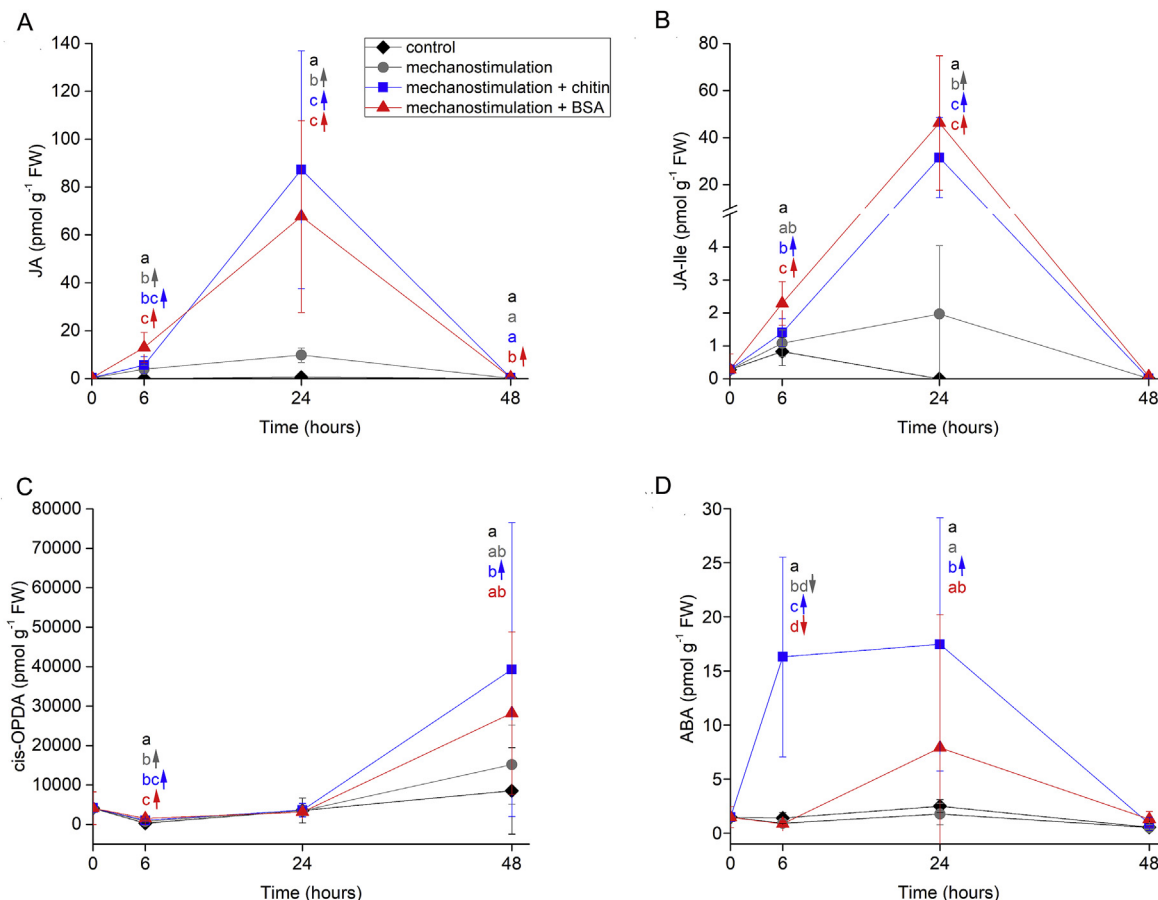 A
JA (pmol g⁻¹ FW)
140
120
100
80
60
40
20
0
0
6
24
48
Time (hours)
control
mechanostimulation
mechanostimulation + chitin
mechanostimulation + BSA
a
b
bc
c
a
b
c
c
a
a
a
b
B
JA-Ile (pmol g⁻¹ FW)
80
60
40
20
4
3
2
1
0
0
6
24
48
Time (hours)
a
ab
b
c
a
b
c
c
C
cis-OPDA (pmol g⁻¹ FW)
80000
70000
60000
50000
40000
30000
20000
10000
0
0
6
24
48
Time (hours)
a
b
bc
c
a
ab
b
ab
D
ABA (pmol g⁻¹ FW)
30
25
20
15
10
5
0
0
6
24
48
Time (hours)
a
bd
c
d
a
a
b
ab